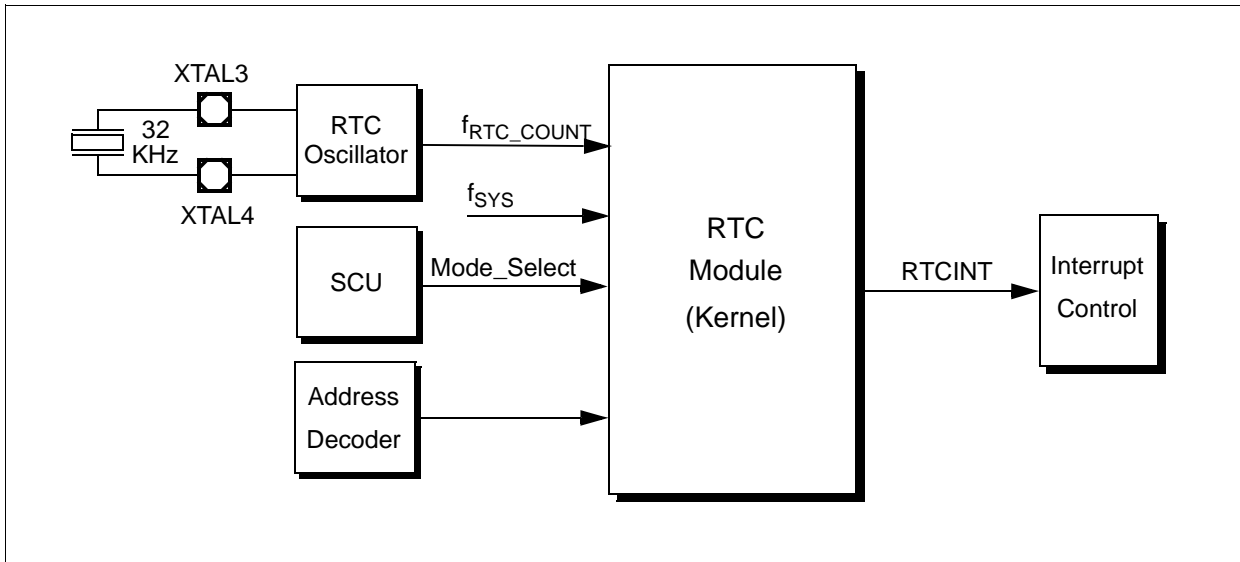 XTAL3
32
KHz
XTAL4
RTC
Oscillator
fRTC_COUNT
fSYS
SCU
Mode_Select
Address
Decoder
RTC
Module
(Kernel)
RTCINT
Interrupt
Control